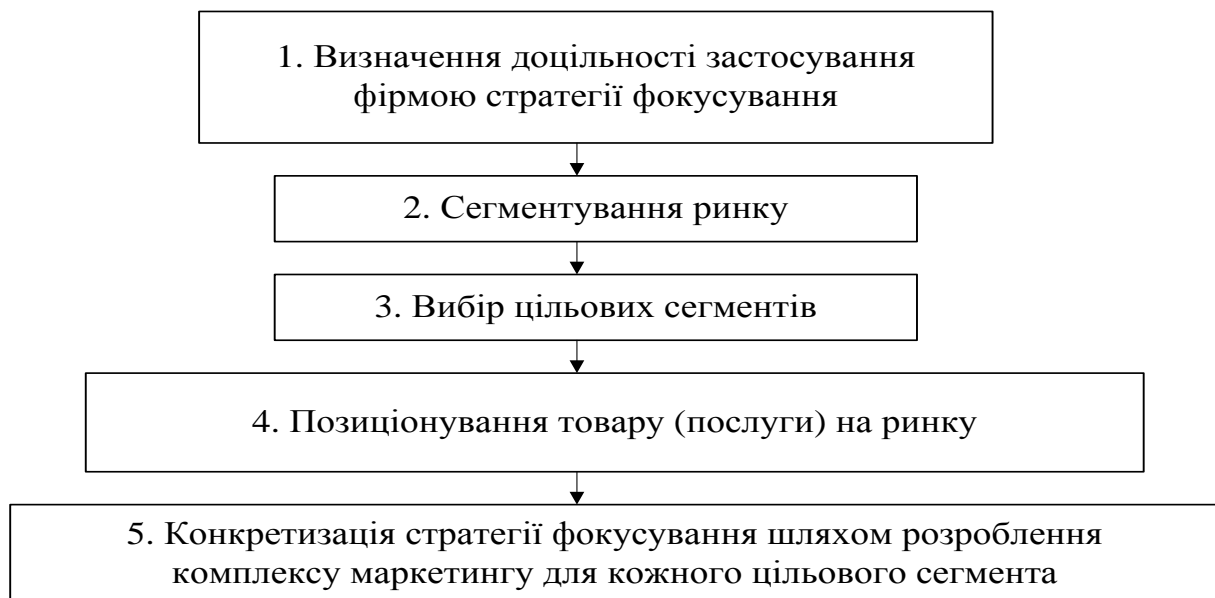 1. Визначення доцільності застосування
фірмою стратегії фокусування
2. Сегментування ринку
3. Вибір цільових сегментів
4. Позиціонування товару (послуги) на ринку
5. Конкретизація стратегії фокусування шляхом розроблення
комплексу маркетингу для кожного цільового сегмента